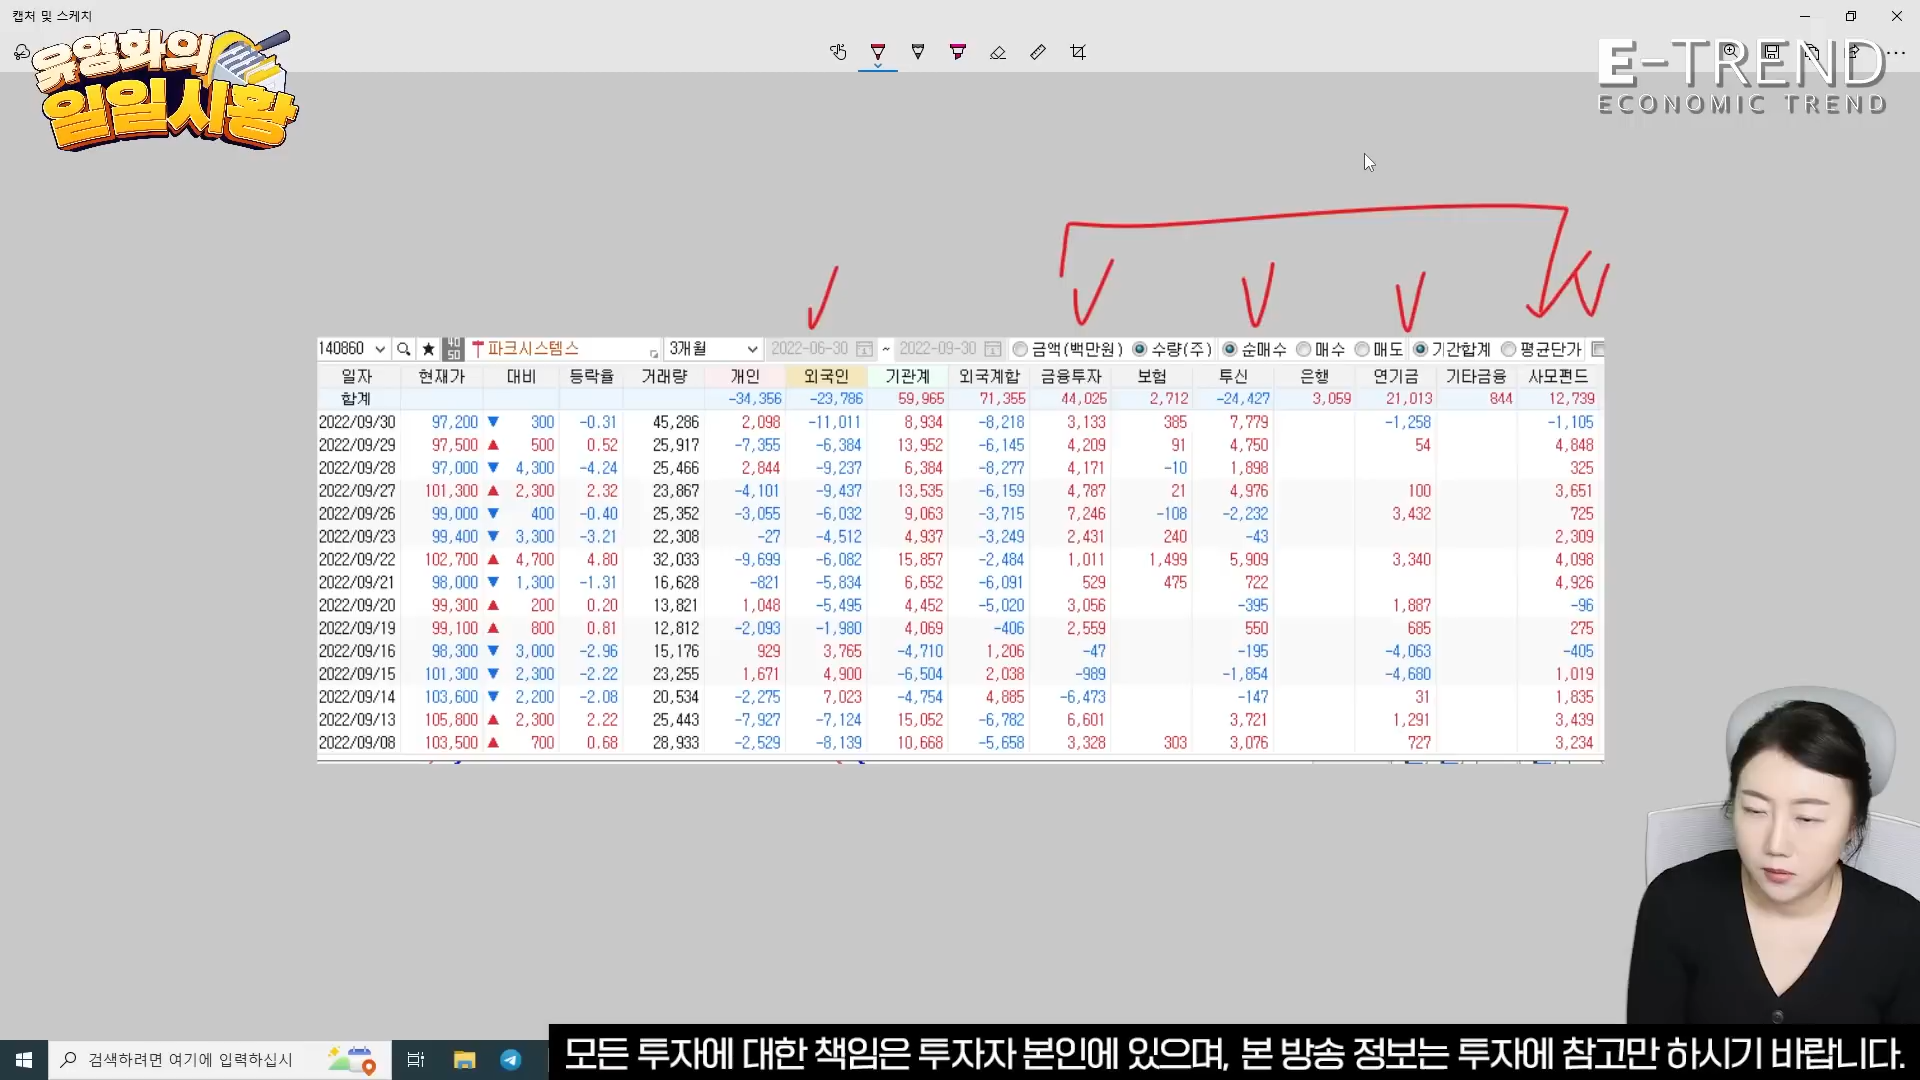 캡처 및 스케치
유영화의
일일시황
E-TREND
ECONOMIC TREND
140860 40 50 파크시스템스 3개월 2022-06-30 ~ 2022-09-30 금액(백만원) 수량(주) 순매수 매수 매도 기간합계 평균단가
일자 현재가 대비 등락율 거래량 개인 외국인 기관계 외국계합 금융투자 보험 투신 은행 연기금 기타금융 사모펀드
합계 -34,356 -23,786 59,965 71,355 44,025 2,712 -24,427 3,059 21,013 844 12,739
2022/09/30 97,200 ▼ 300 -0.31 45,286 2,098 -11,011 8,934 -8,218 3,133 385 7,779 -1,258 -1,105
2022/09/29 97,500 ▲ 500 0.52 25,917 -7,355 -6,384 13,952 -6,145 4,209 91 4,750 54 4,848
2022/09/28 97,000 ▼ 4,300 -4.24 25,466 2,844 -9,237 6,384 -8,277 4,171 -10 1,898 325
2022/09/27 101,300 ▲ 2,300 2.32 23,867 -4,101 -9,437 13,535 -6,159 4,787 21 4,976 100 3,651
2022/09/26 99,000 ▼ 400 -0.40 25,352 -3,055 -6,032 9,063 -3,715 7,246 -108 -2,232 3,432 725
2022/09/23 99,400 ▼ 3,300 -3.21 22,308 -27 -4,512 4,937 -3,249 2,431 240 -43 2,309
2022/09/22 102,700 ▲ 4,700 4.80 32,033 -9,699 -6,082 15,857 -2,484 1,011 1,499 5,909 3,340 4,098
2022/09/21 98,000 ▼ 1,300 -1.31 16,628 -821 -5,834 6,652 -6,091 529 475 722 4,926
2022/09/20 99,300 ▲ 200 0.20 13,821 1,048 -5,495 4,452 -5,020 3,056 -395 1,887 -96
2022/09/19 99,100 ▲ 800 0.81 12,812 -2,093 -1,980 4,069 -406 2,559 550 685 275
2022/09/16 98,300 ▼ 3,000 -2.96 15,176 929 3,765 -4,710 1,206 -47 -195 -4,063 -405
2022/09/15 101,300 ▼ 2,300 -2.22 23,255 1,671 4,900 -6,504 2,038 -989 -1,854 -4,680 1,019
2022/09/14 103,600 ▼ 2,200 -2.08 20,534 -2,275 7,023 -4,754 4,885 -6,473 -147 31 1,835
2022/09/13 105,800 ▲ 2,300 2.22 25,443 -7,927 -7,124 15,052 -6,782 6,601 3,721 1,291 3,439
2022/09/08 103,500 ▲ 700 0.68 28,933 -2,529 -8,139 10,668 -5,658 3,328 303 3,076 727 3,234
검색하려면 여기에 입력하십시
모든 투자에 대한 책임은 투자자 본인에 있으며, 본 방송 정보는 투자에 참고만 하시기 바랍니다.